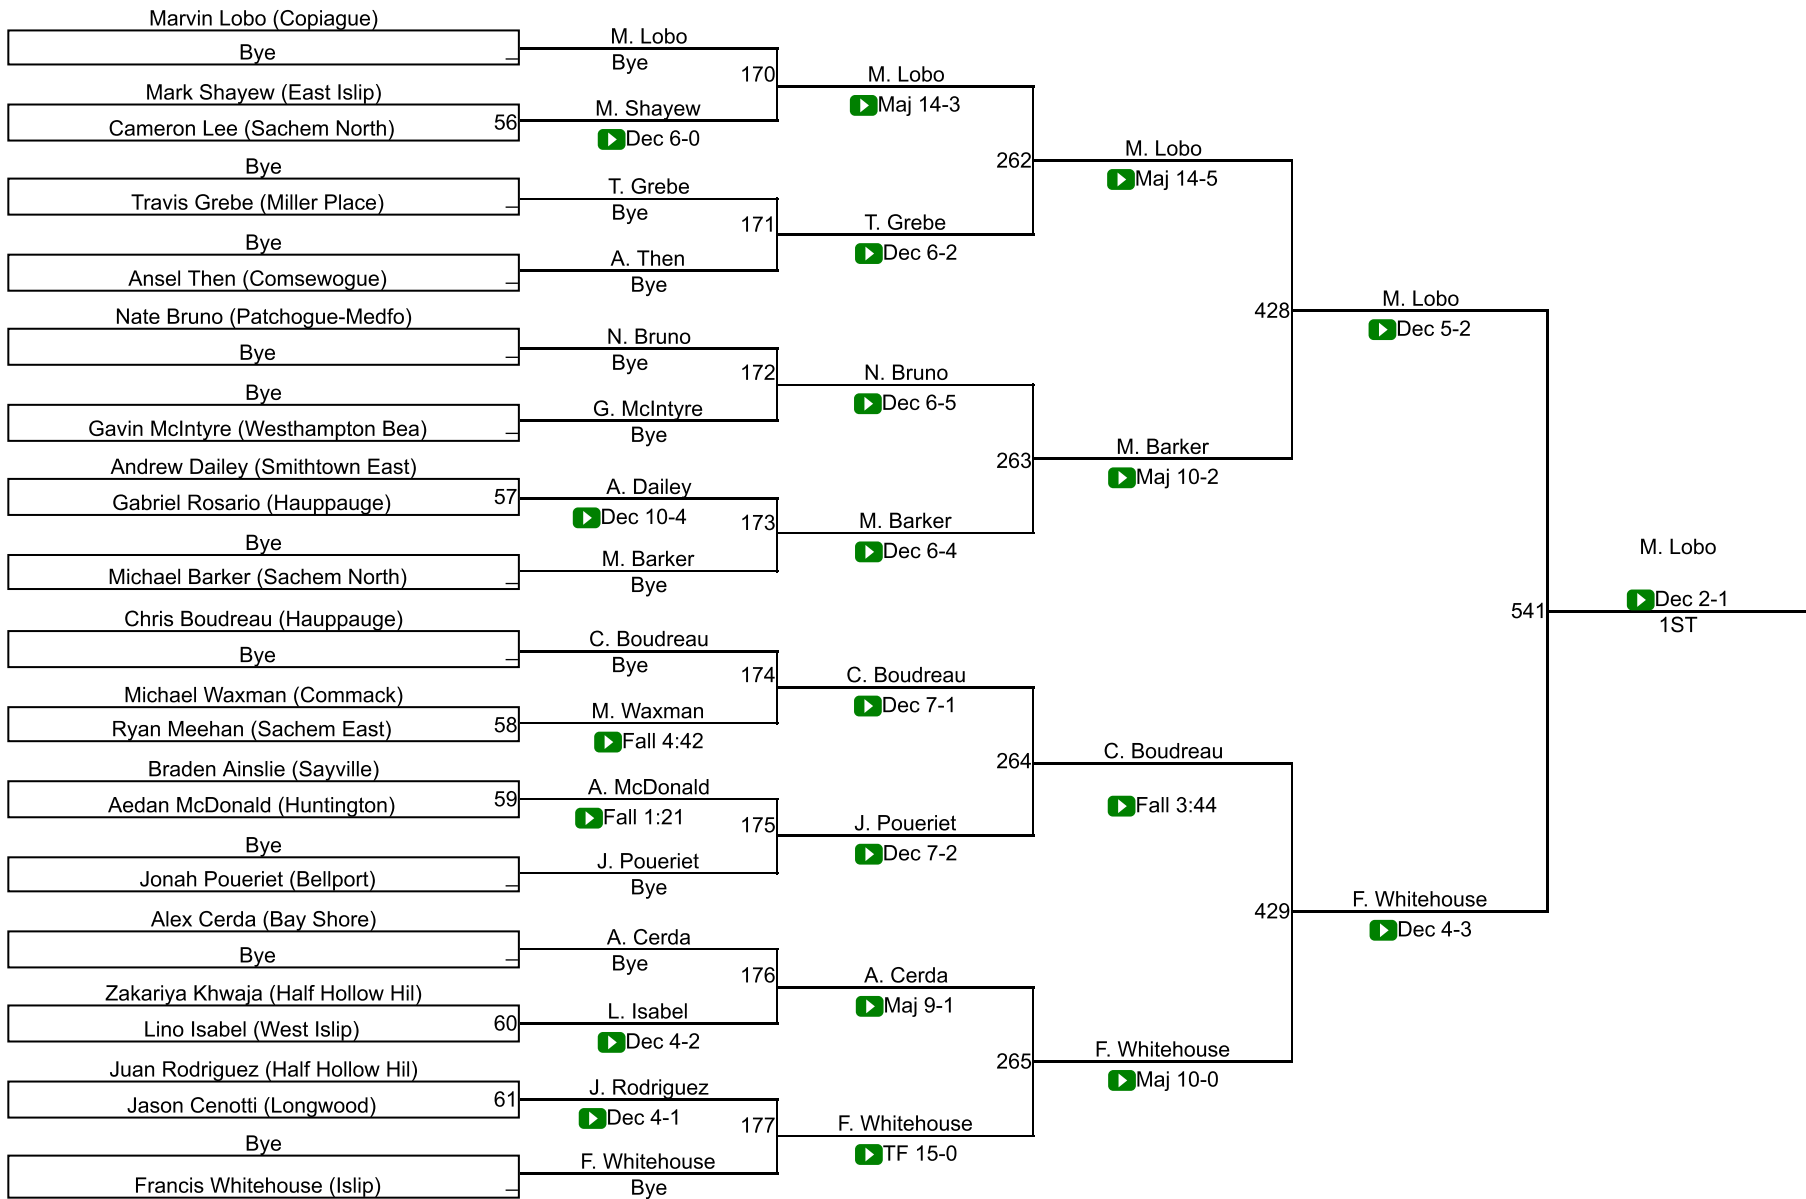 Marvin Lobo (Copiague)
Bye
Mark Shayew (East Islip)
Cameron Lee (Sachem North) 56
Bye
Travis Grebe (Miller Place)
Bye
Ansel Then (Comsewogue)
Nate Bruno (Patchogue-Medfo)
Bye
Bye
Gavin McIntyre (Westhampton Bea)
Andrew Dailey (Smithtown East)
Gabriel Rosario (Hauppauge) 57
Bye
Michael Barker (Sachem North)
Chris Boudreau (Hauppauge)
Bye
Michael Waxman (Commack)
Ryan Meehan (Sachem East) 58
Braden Ainslie (Sayville)
Aedan McDonald (Huntington) 59
Bye
Jonah Poueriet (Bellport)
Alex Cerda (Bay Shore)
Bye
Zakariya Khwaja (Half Hollow Hil)
Lino Isabel (West Islip) 60
Juan Rodriguez (Half Hollow Hil)
Jason Cenotti (Longwood) 61
Bye
Francis Whitehouse (Islip)
M. Lobo
Bye
170
M. Shayew
Dec 6-0
T. Grebe
Bye
171
A. Then
Bye
N. Bruno
Bye
172
G. McIntyre
Bye
A. Dailey
Dec 10-4
173
M. Barker
Bye
C. Boudreau
Bye
174
M. Waxman
Fall 4:42
A. McDonald
Fall 1:21
175
J. Poueriet
Bye
A. Cerda
Bye
176
L. Isabel
Dec 4-2
J. Rodriguez
Dec 4-1
177
F. Whitehouse
Bye
M. Lobo
Maj 14-3
262
T. Grebe
Dec 6-2
N. Bruno
Dec 6-5
263
M. Barker
Dec 6-4
C. Boudreau
Dec 7-1
264
J. Poueriet
Dec 7-2
A. Cerda
Maj 9-1
265
F. Whitehouse
TF 15-0
M. Lobo
Maj 14-5
428
M. Barker
Maj 10-2
C. Boudreau
Fall 3:44
429
F. Whitehouse
Maj 10-0
M. Lobo
Dec 5-2
541
F. Whitehouse
Dec 4-3
M. Lobo
Dec 2-1
1ST